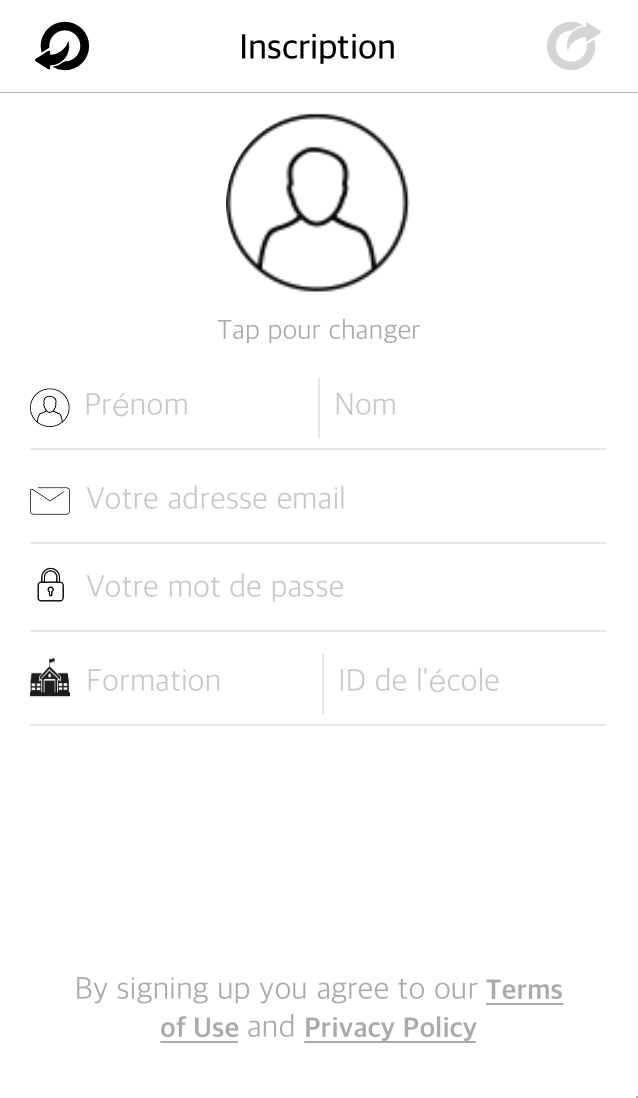 Inscription
Tap pour changer
Prénom Nom
Votre adresse email
Votre mot de passe
Formation ID de l'école
By signing up you agree to our Terms
of Use and Privacy Policy